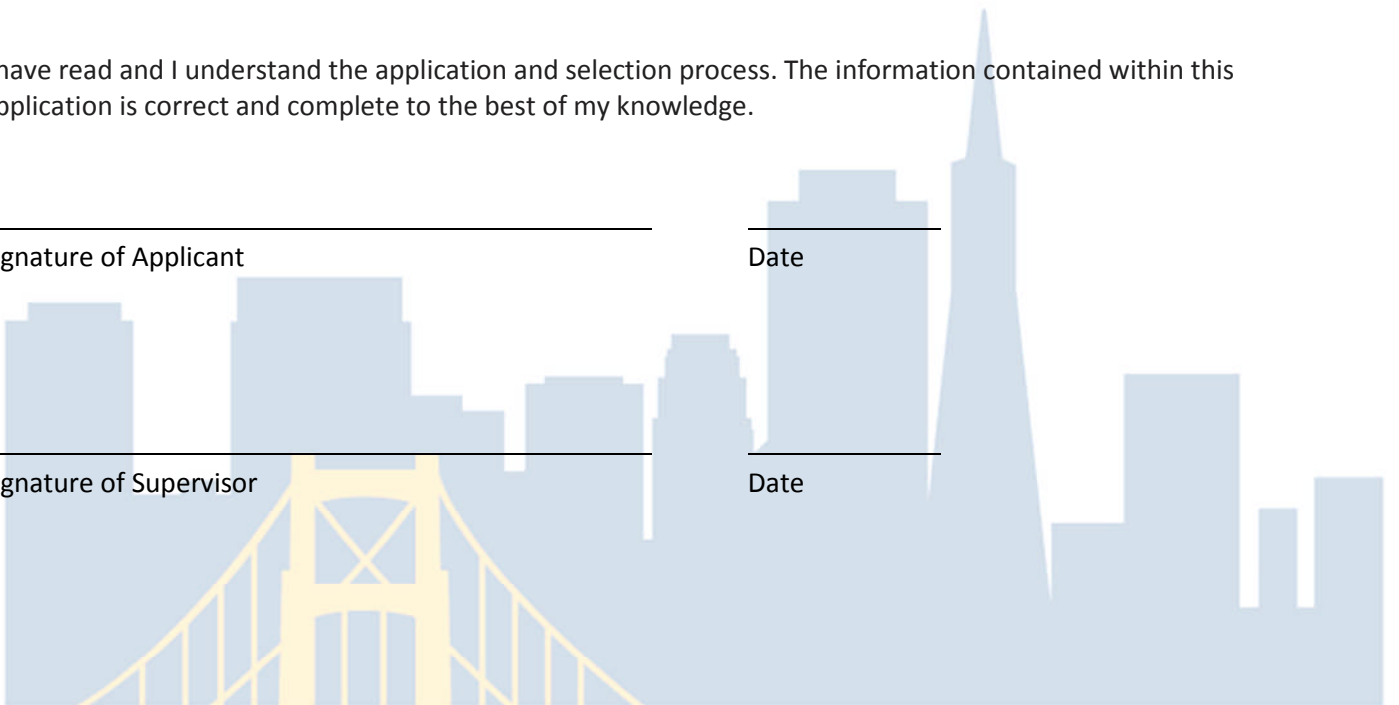 have read and I understand the application and selection process. The information contained within this
pplication is correct and complete to the best of my knowledge.
gnature of Applicant Date
gnature of Supervisor Date